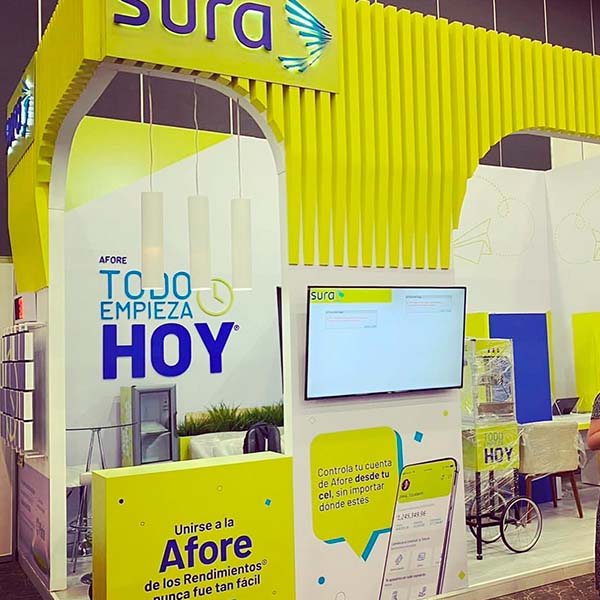 sura
AFORE
TODO
EMPIEZA
HOY®
sura
Controla tu cuenta
de Afore desde tu
cel, sin importar
donde estés
TODO
HOY
Unirse a la
Afore
de los Rendimientos®
nunca fue tan fácil